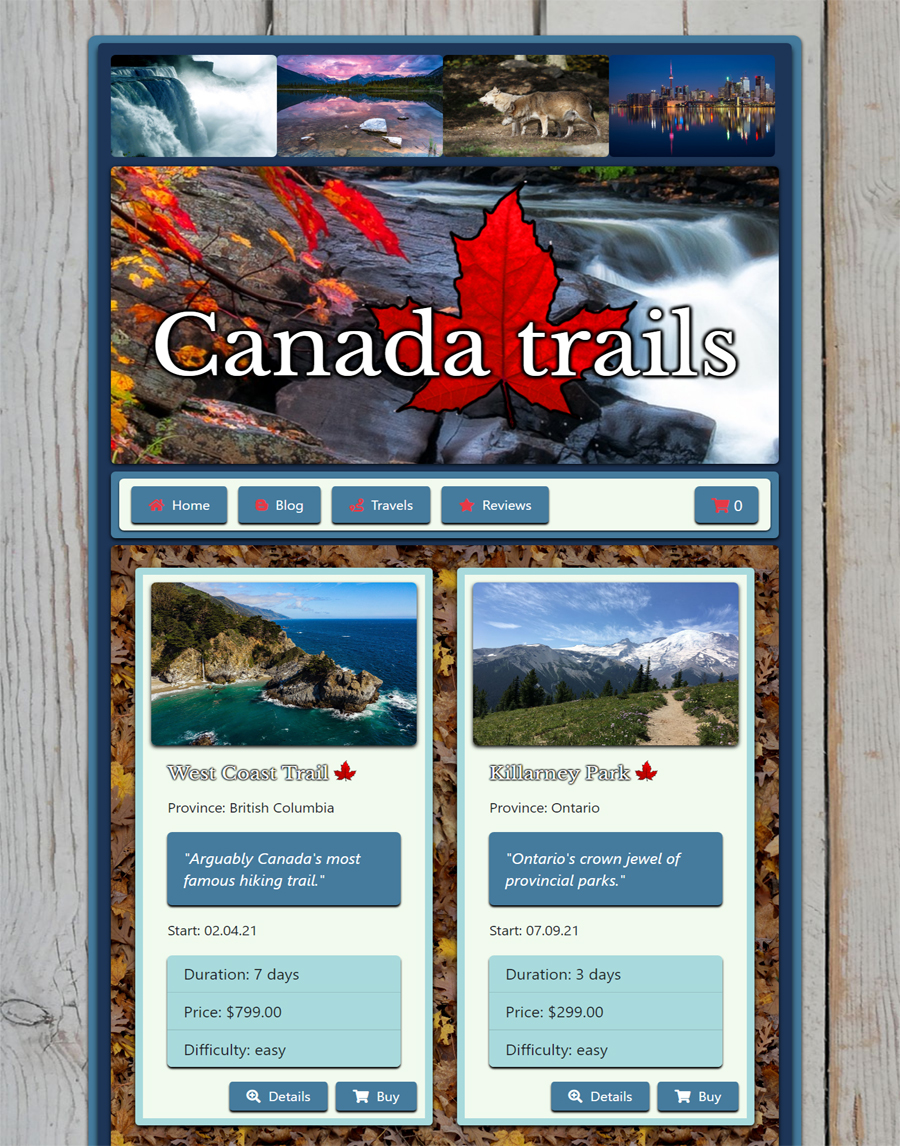 Canada trails
Home Blog Travels Reviews 0
West Coast Trail
Province: British Columbia
"Arguably Canada's most
famous hiking trail."
Start: 02.04.21
Duration: 7 days
Price: $799.00
Difficulty: easy
Details Buy
Killarney Park
Province: Ontario
"Ontario's crown jewel of
provincial parks."
Start: 07.09.21
Duration: 3 days
Price: $299.00
Difficulty: easy
Details Buy